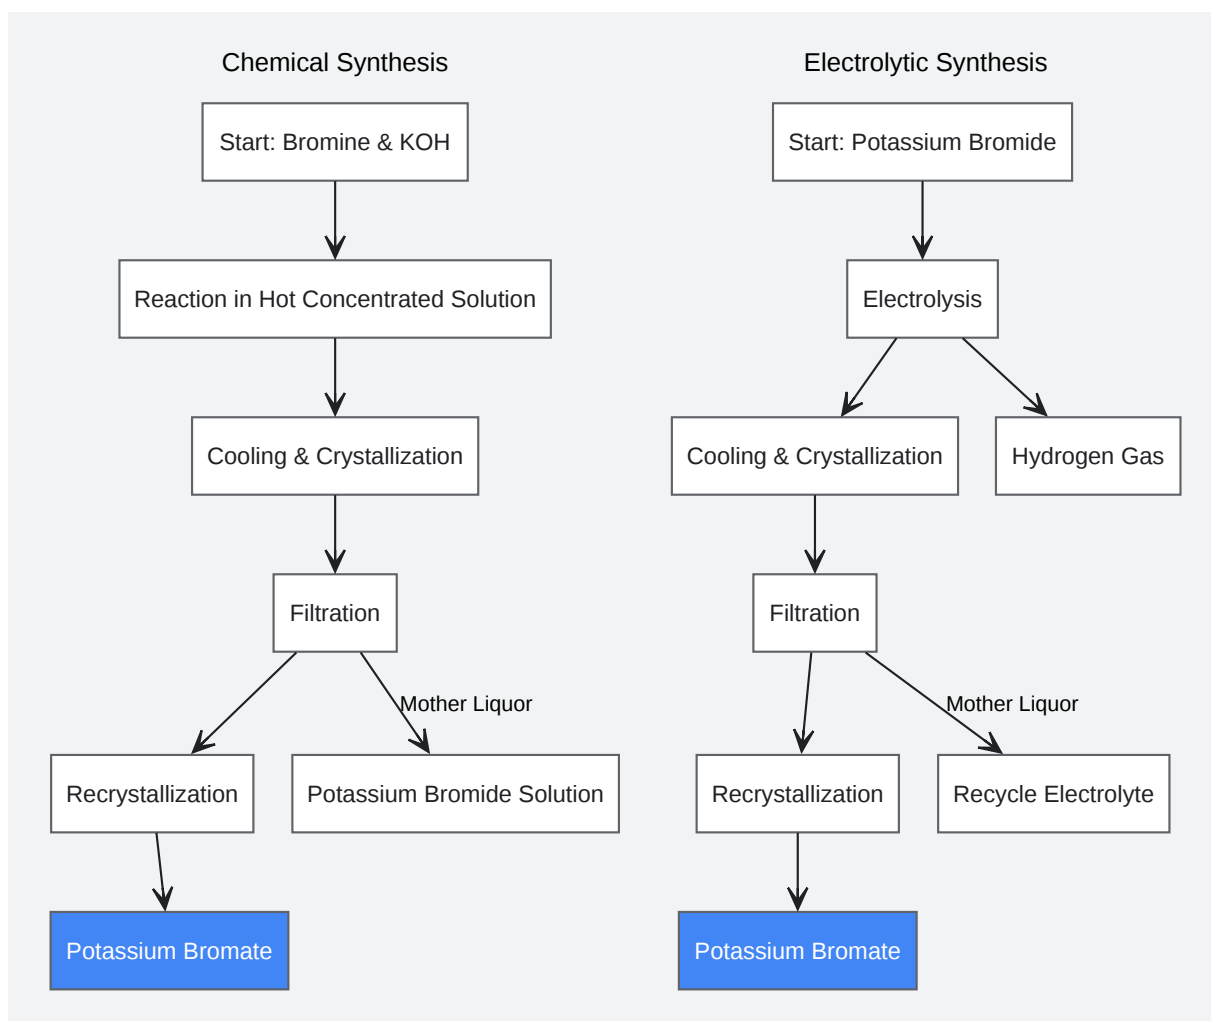 Chemical Synthesis
Start: Bromine & KOH
Reaction in Hot Concentrated Solution
Cooling & Crystallization
Filtration
Mother Liquor
Recrystallization
Potassium Bromide Solution
Potassium Bromate
Electrolytic Synthesis
Start: Potassium Bromide
Electrolysis
Cooling & Crystallization
Hydrogen Gas
Filtration
Mother Liquor
Recrystallization
Recycle Electrolyte
Potassium Bromate